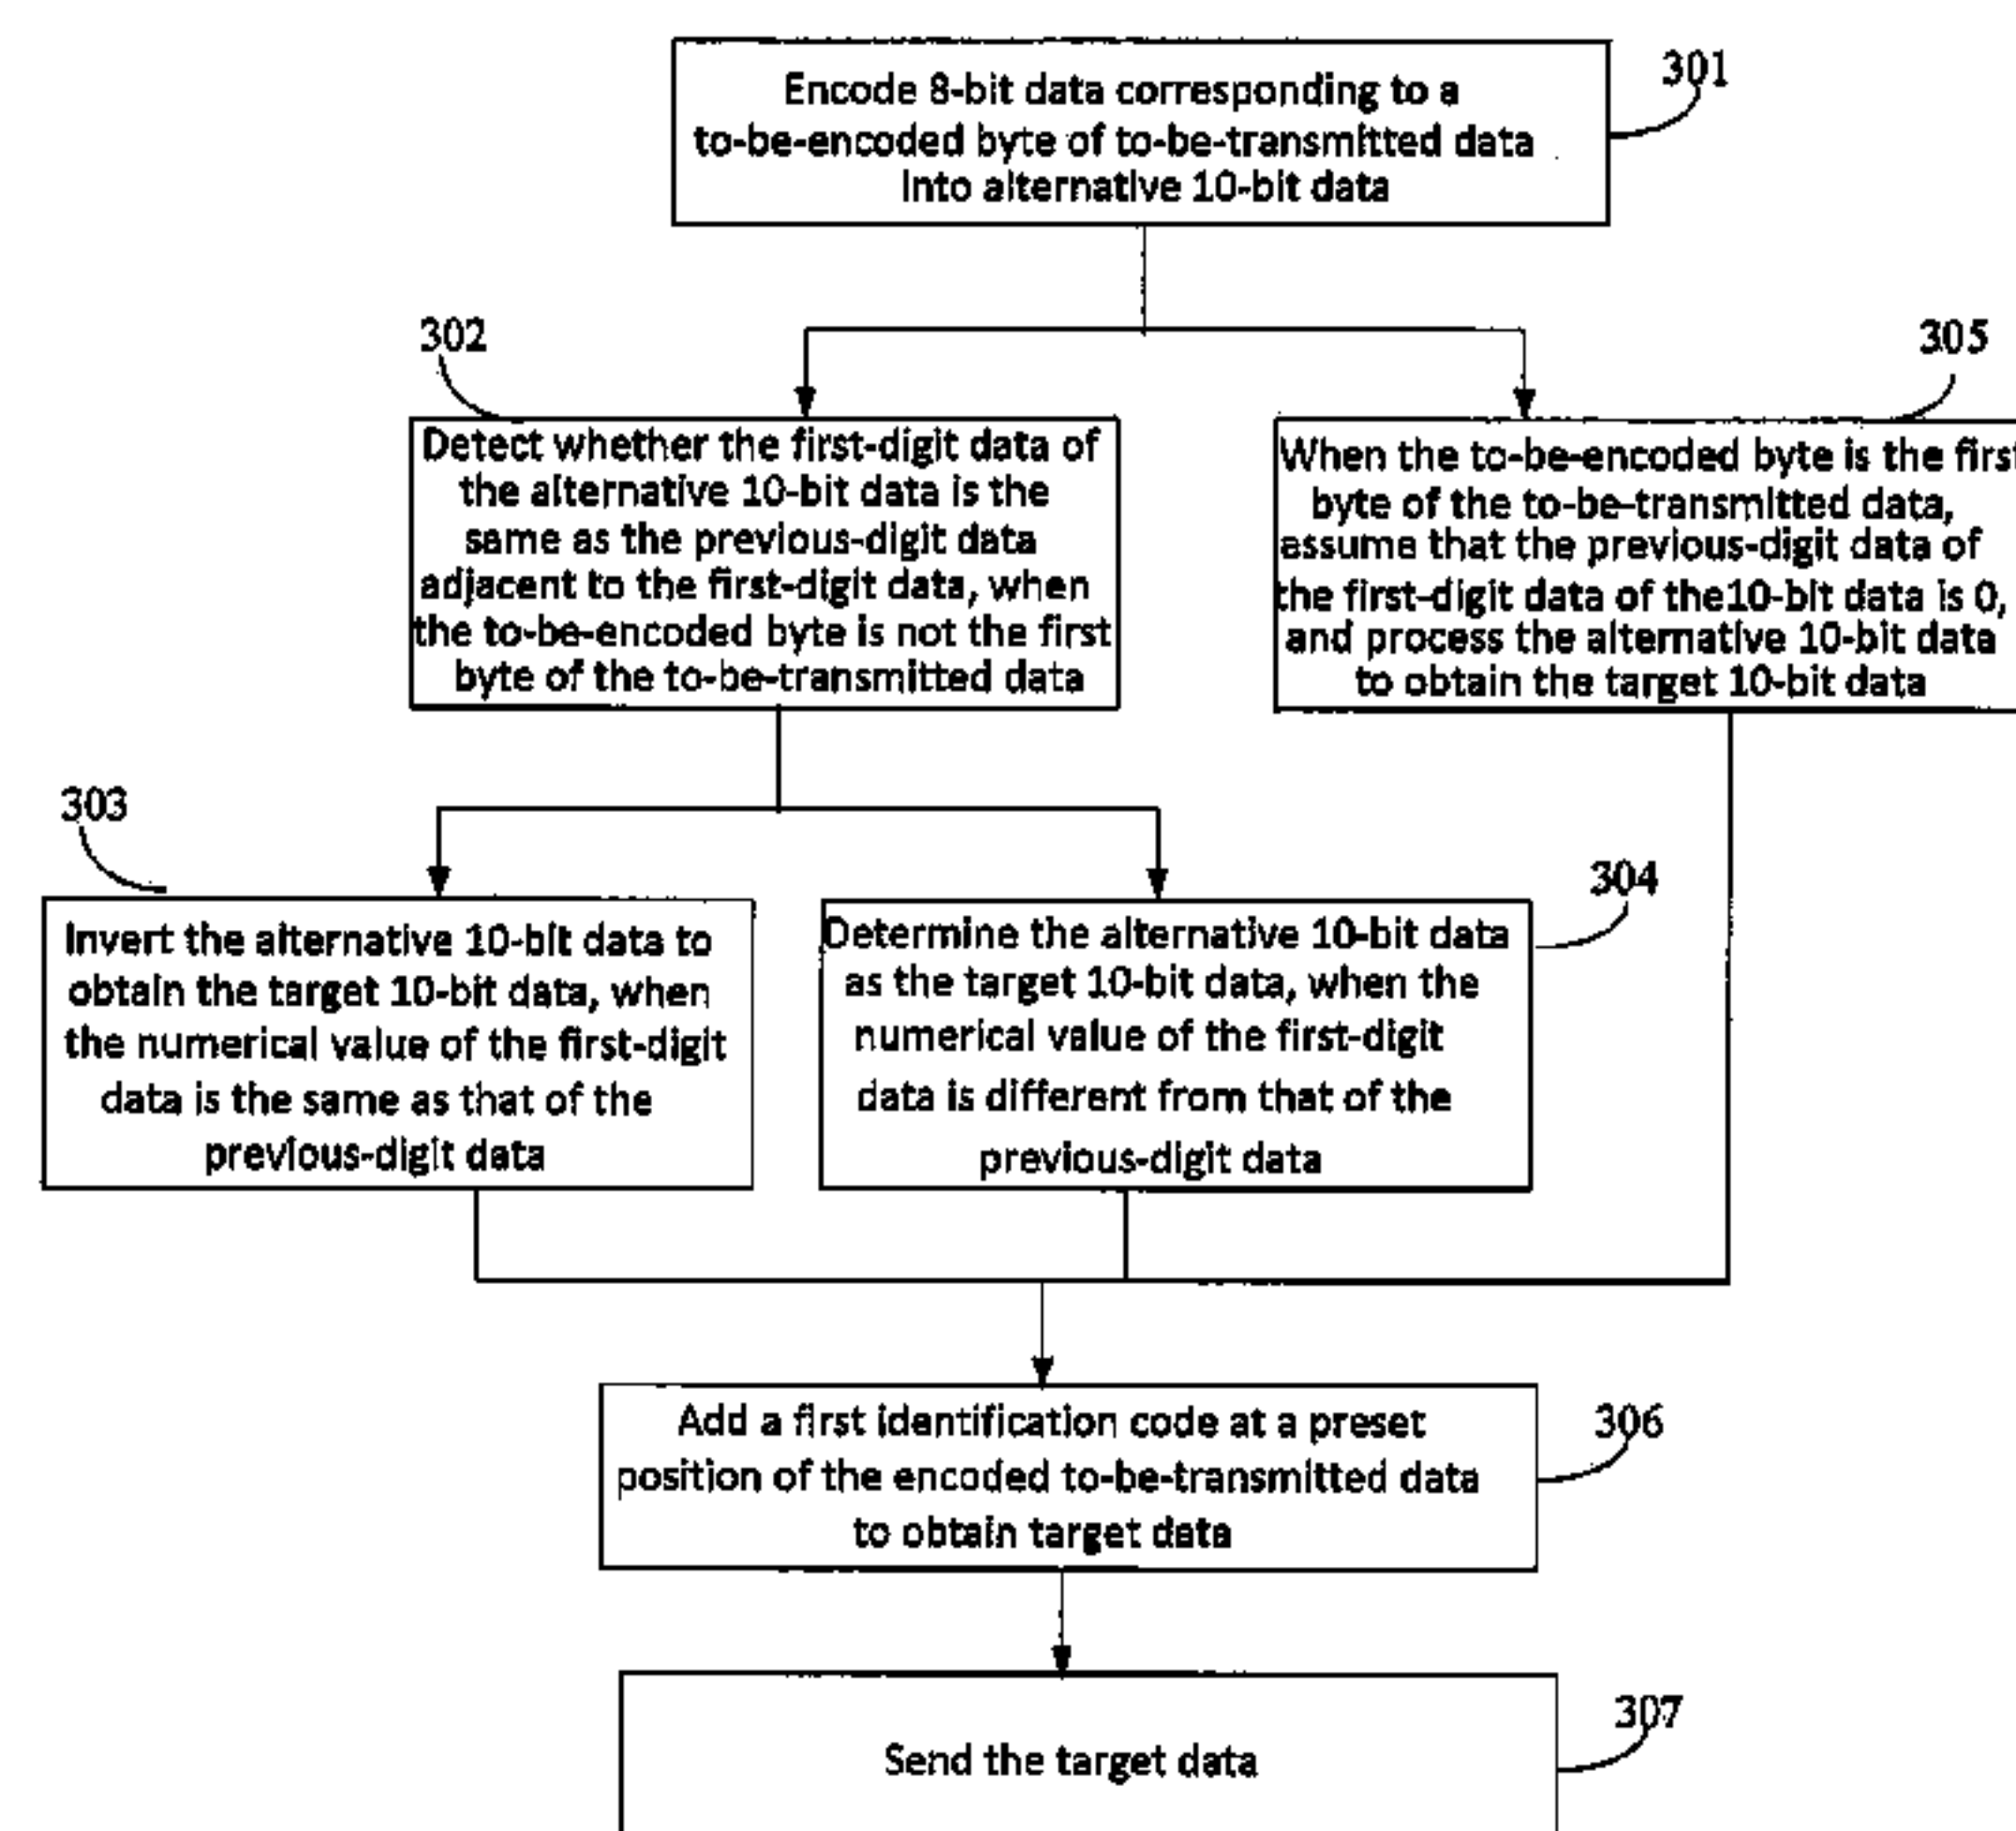 301
Encode 8-bit data corresponding to a
to-be-encoded byte of to-be-transmitted data
into alternative 10-bit data
302
Detect whether the first-digit data of
the alternative 10-bit data is the
same as the previous-digit data
adjacent to the first-digit data, when
the to-be-encoded byte is not the first
byte of the to-be-transmitted data
305
When the to-be-encoded byte is the first
byte of the to-be-transmitted data,
assume that the previous-digit data of
the first-digit data of the10-bit data is 0,
and process the alternative 10-bit data
to obtain the target 10-bit data
303
Invert the alternative 10-bit data to
obtain the target 10-bit data, when
the numerical value of the first-digit
data is the same as that of the
previous-digit data
304
Determine the alternative 10-bit data
as the target 10-bit data, when the
numerical value of the first-digit
data is different from that of the
previous-digit data
Add a first identification code at a preset
position of the encoded to-be-transmitted data
to obtain target data
306
Send the target data
307